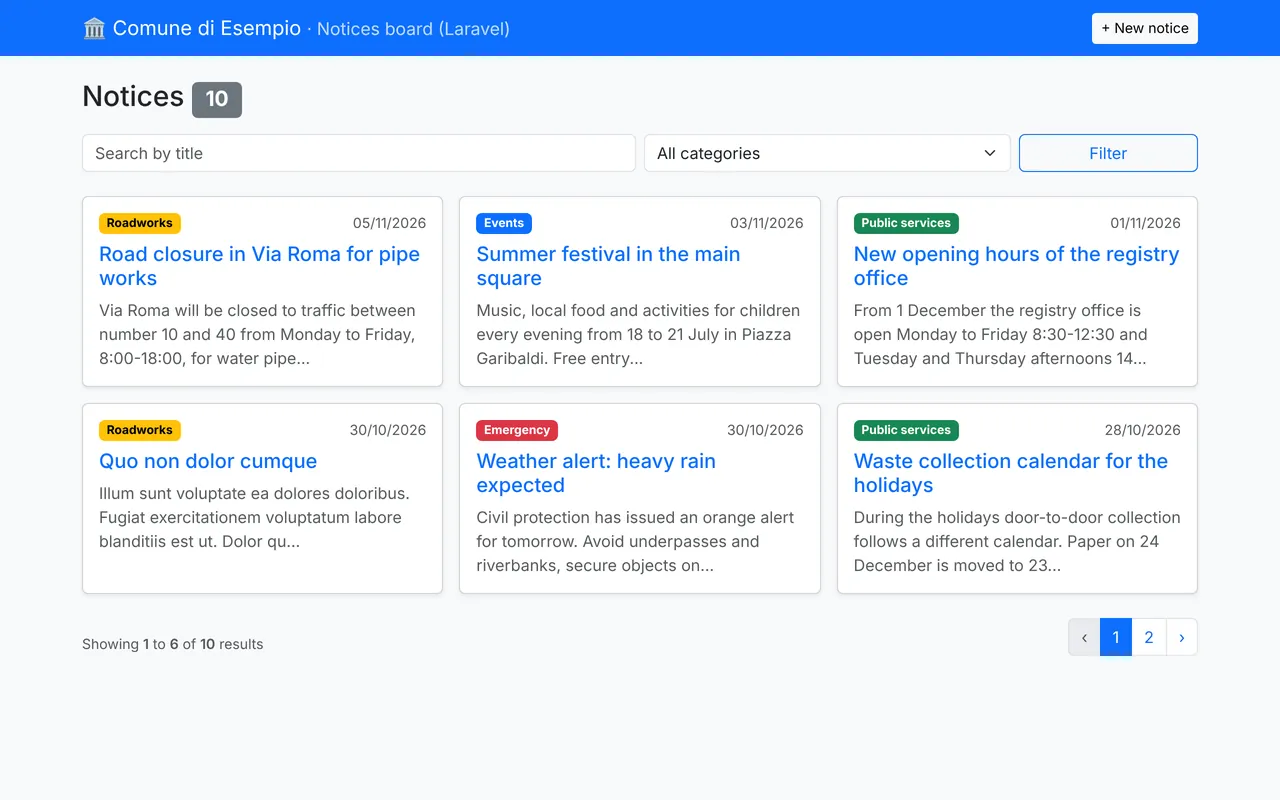 Comune di Esempio · Notices board (Laravel)
+ New notice
Notices 10
Search by title
All categories
Filter
Roadworks
05/11/2026
Road closure in Via Roma for pipe
works
Via Roma will be closed to traffic between
number 10 and 40 from Monday to Friday,
8:00-18:00, for water pipe...
Events
03/11/2026
Summer festival in the main
square
Music, local food and activities for children
every evening from 18 to 21 July in Piazza
Garibaldi. Free entry...
Public services
01/11/2026
New opening hours of the registry
office
From 1 December the registry office is
open Monday to Friday 8:30-12:30 and
Tuesday and Thursday afternoons 14...
Roadworks
30/10/2026
Quo non dolor cumque
Illum sunt voluptate ea dolores doloribus.
Fugiat exercitationem voluptatum labore
blanditiis est ut. Dolor qu...
Emergency
30/10/2026
Weather alert: heavy rain
expected
Civil protection has issued an orange alert
for tomorrow. Avoid underpasses and
riverbanks, secure objects on...
Public services
28/10/2026
Waste collection calendar for the
holidays
During the holidays door-to-door collection
follows a different calendar. Paper on 24
December is moved to 23...
Showing 1 to 6 of 10 results
‹ 1 2 ›